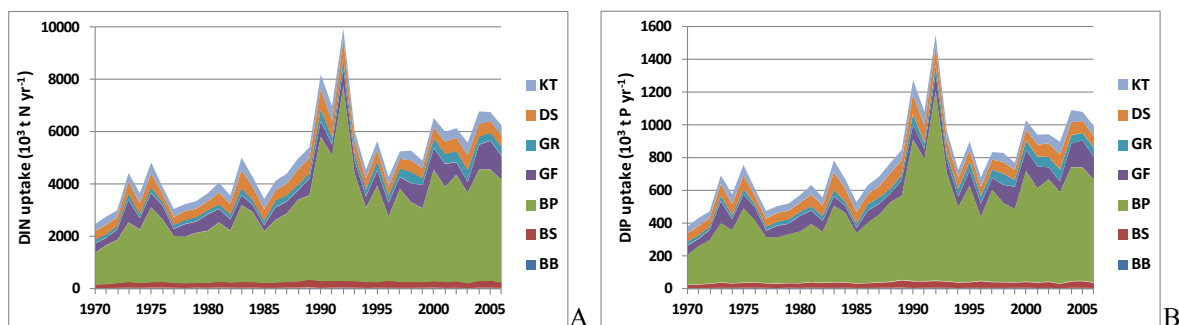 DIN uptake (10³ t N yr⁻¹)
10000
8000
6000
4000
2000
0
1970 1975 1980 1985 1990 1995 2000 2005
KT
DS
GR
GF
BP
BS
BB
A
DIP uptake (10³ t P yr⁻¹)
1600
1400
1200
1000
800
600
400
200
0
1970 1975 1980 1985 1990 1995 2000 2005
KT
DS
GR
GF
BP
BS
BB
B